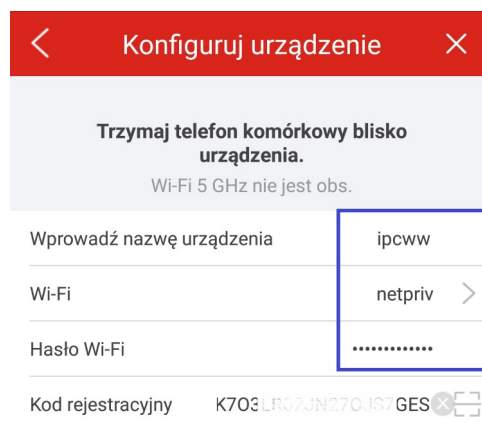 Konfiguruj urządzenie
Trzymaj telefon komórkowy blisko
urządzenia.
Wi-Fi 5 GHz nie jest obs.
Wprowadź nazwę urządzenia ipcww
Wi-Fi netpriv
Hasło Wi-Fi •••••••••••••
Kod rejestracyjny